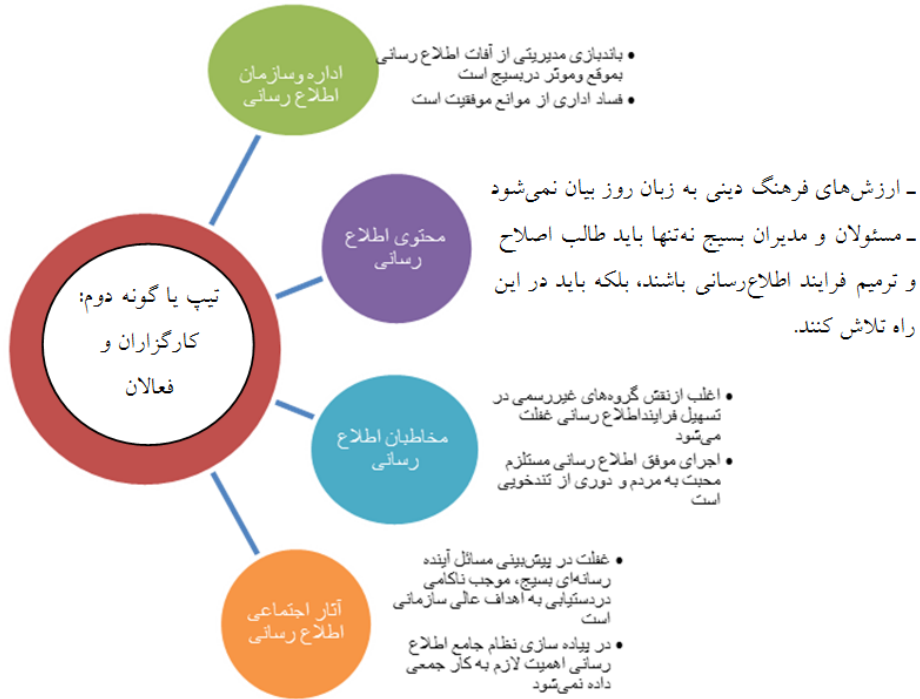 تیپ یا گونه دوم:
کارگزاران و
فعالان
اداره وسازمان
اطلاع رسانی
• باندبازی مدیریتی از آفات اطلاع رسانی
بموقع وموثر دربسیج است
• فساد اداری از موانع موفقیت است
محتوی اطلاع
رسانی
ـ ارزش‌های فرهنگ دینی به زبان روز بیان نمی‌شود
ـ مسئولان و مدیران بسیج نه‌تنها باید طالب اصلاح
و ترمیم فرایند اطلاع‌رسانی باشند، بلکه باید در این
راه تلاش کنند.
مخاطبان اطلاع
رسانی
• اغلب ازنقش گروه‌های غیررسمی در
تسهیل فراینداطلاع رسانی غفلت
می‌شود
• اجرای موفق اطلاع رسانی مستلزم
محبت به مردم و دوری از تندخویی
است
آثار اجتماعی
اطلاع رسانی
• غفلت در پیش‌بینی مسائل آینده
رسانه‌ای بسیج، موجب ناکامی
دردستیابی به اهداف عالی سازمانی
است
• در پیاده سازی نظام جامع اطلاع
رسانی اهمیت لازم به کار جمعی
داده نمی‌شود